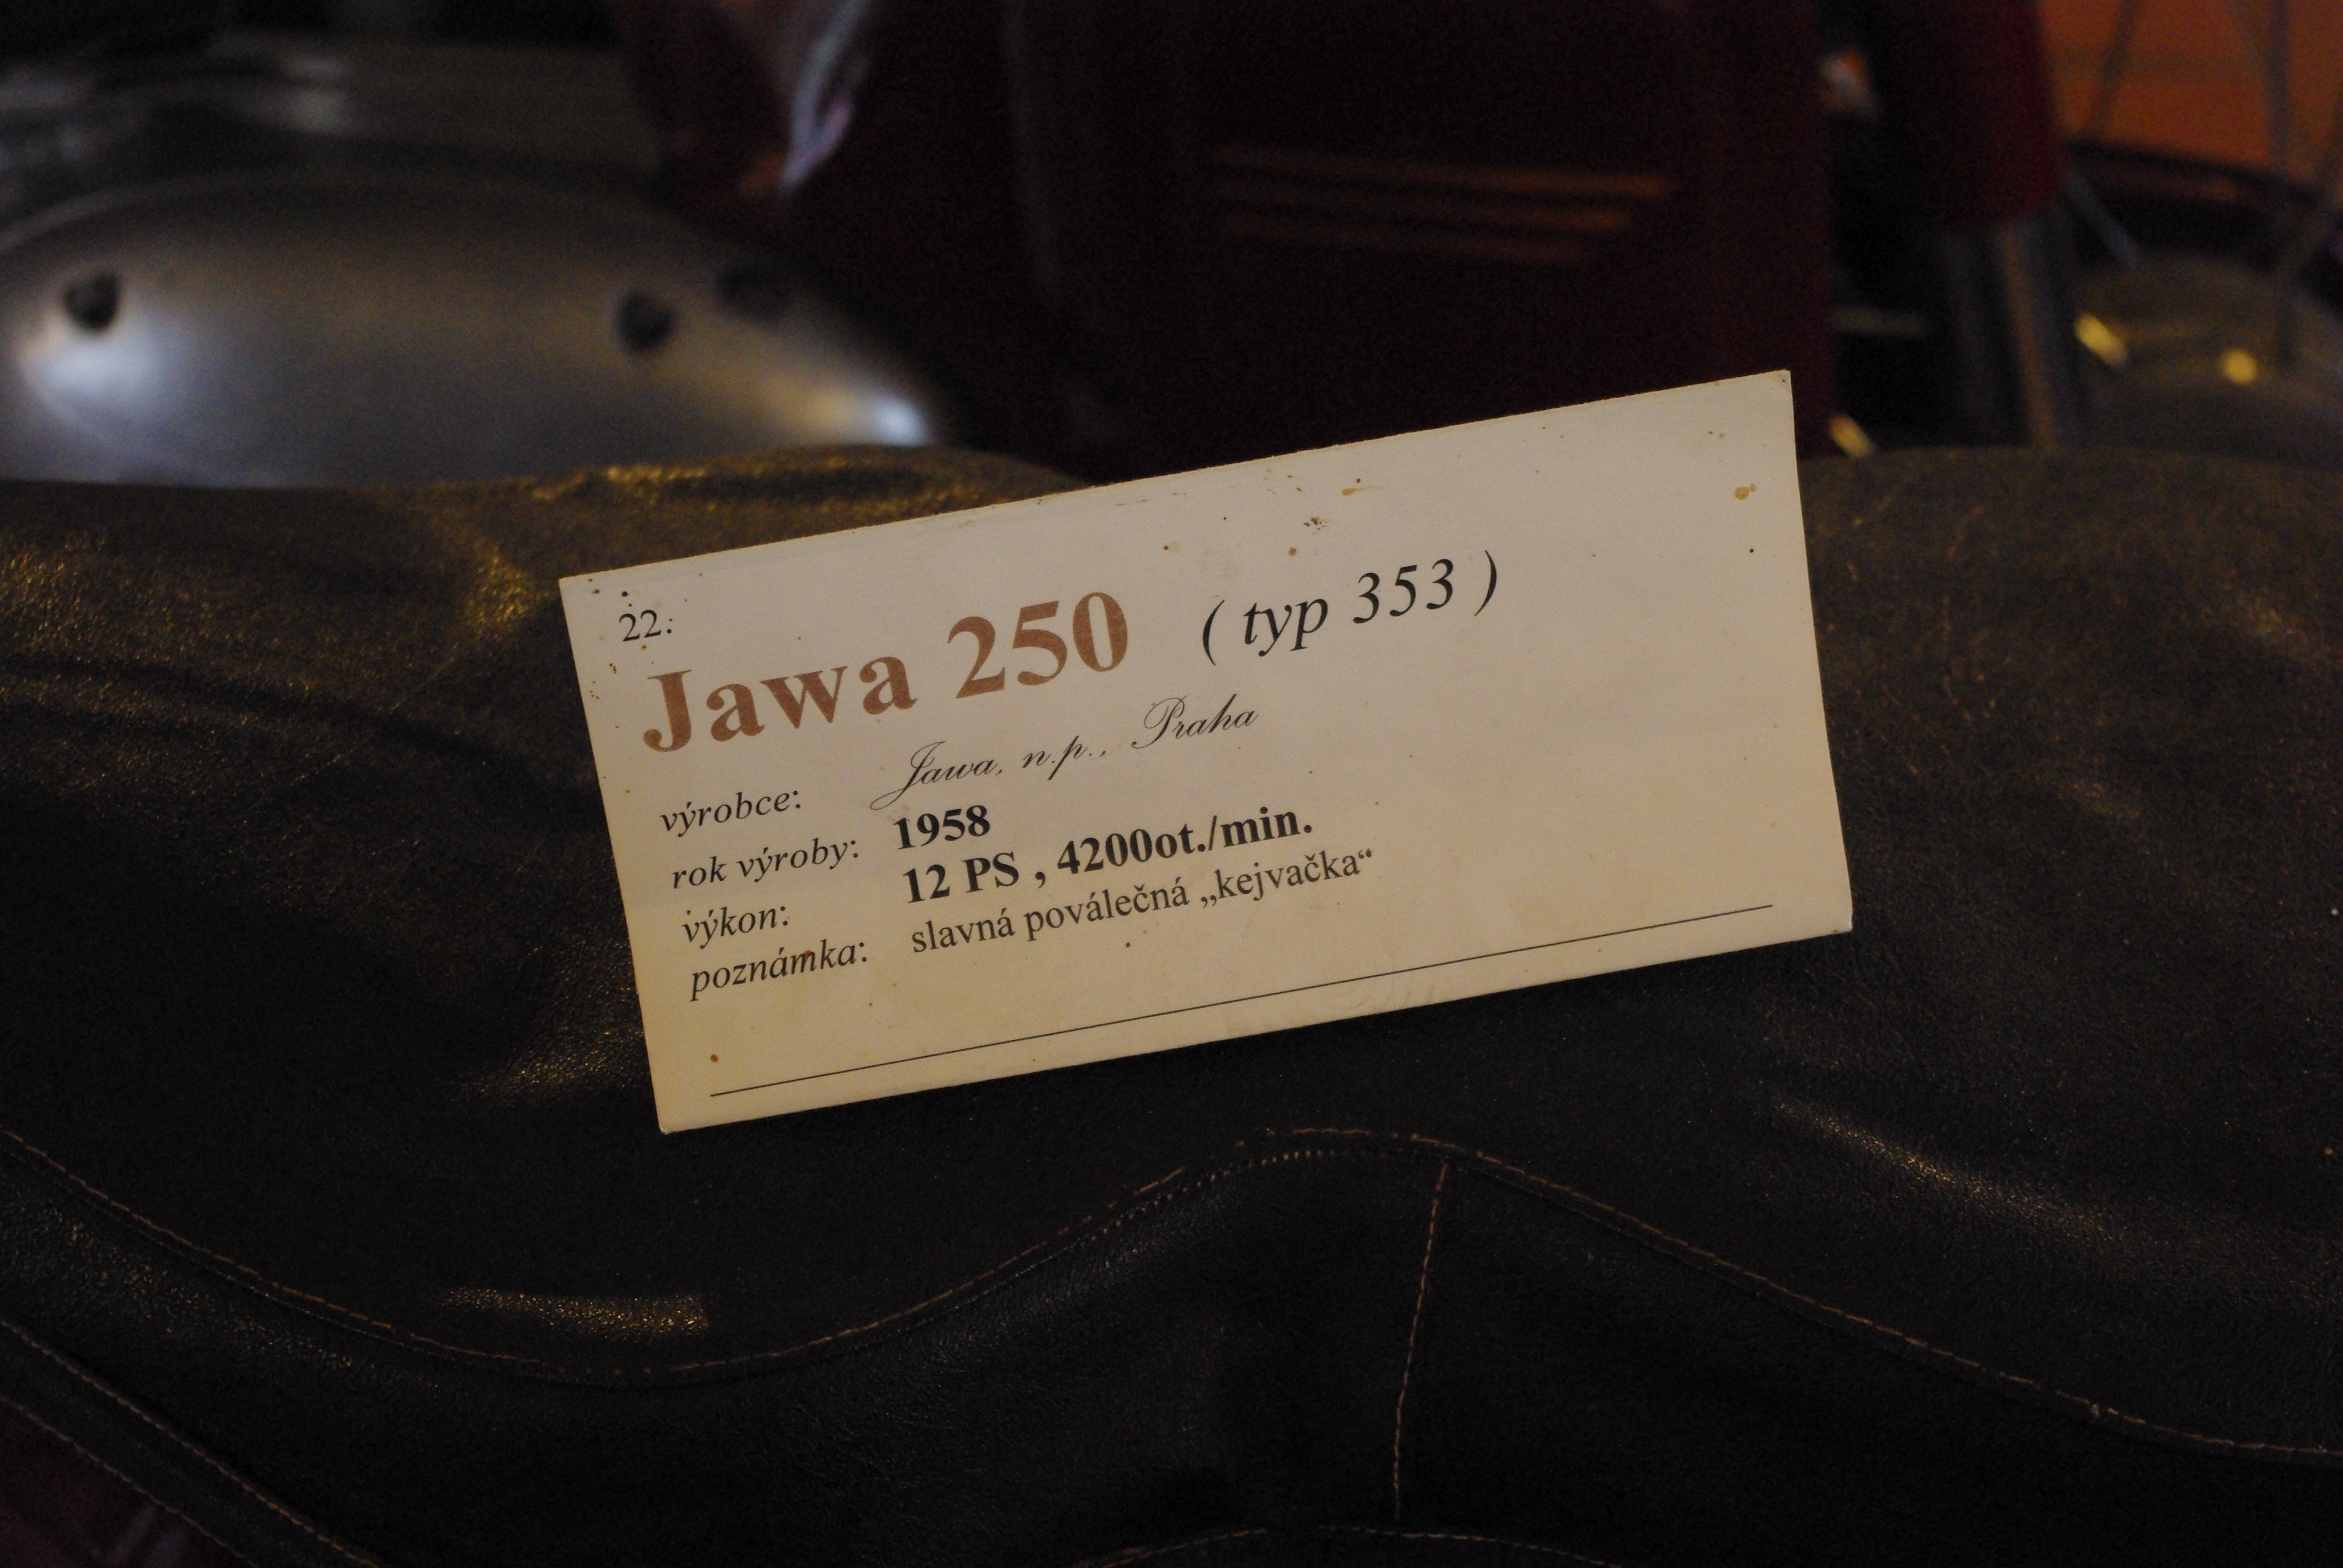 22.
Jawa 250 ( typ 353 )
výrobce: Jawa, n.p., Praha
rok výroby: 1958
výkon: 12 PS , 4200ot./min.
poznámka: slavná poválečná „kejvačka“